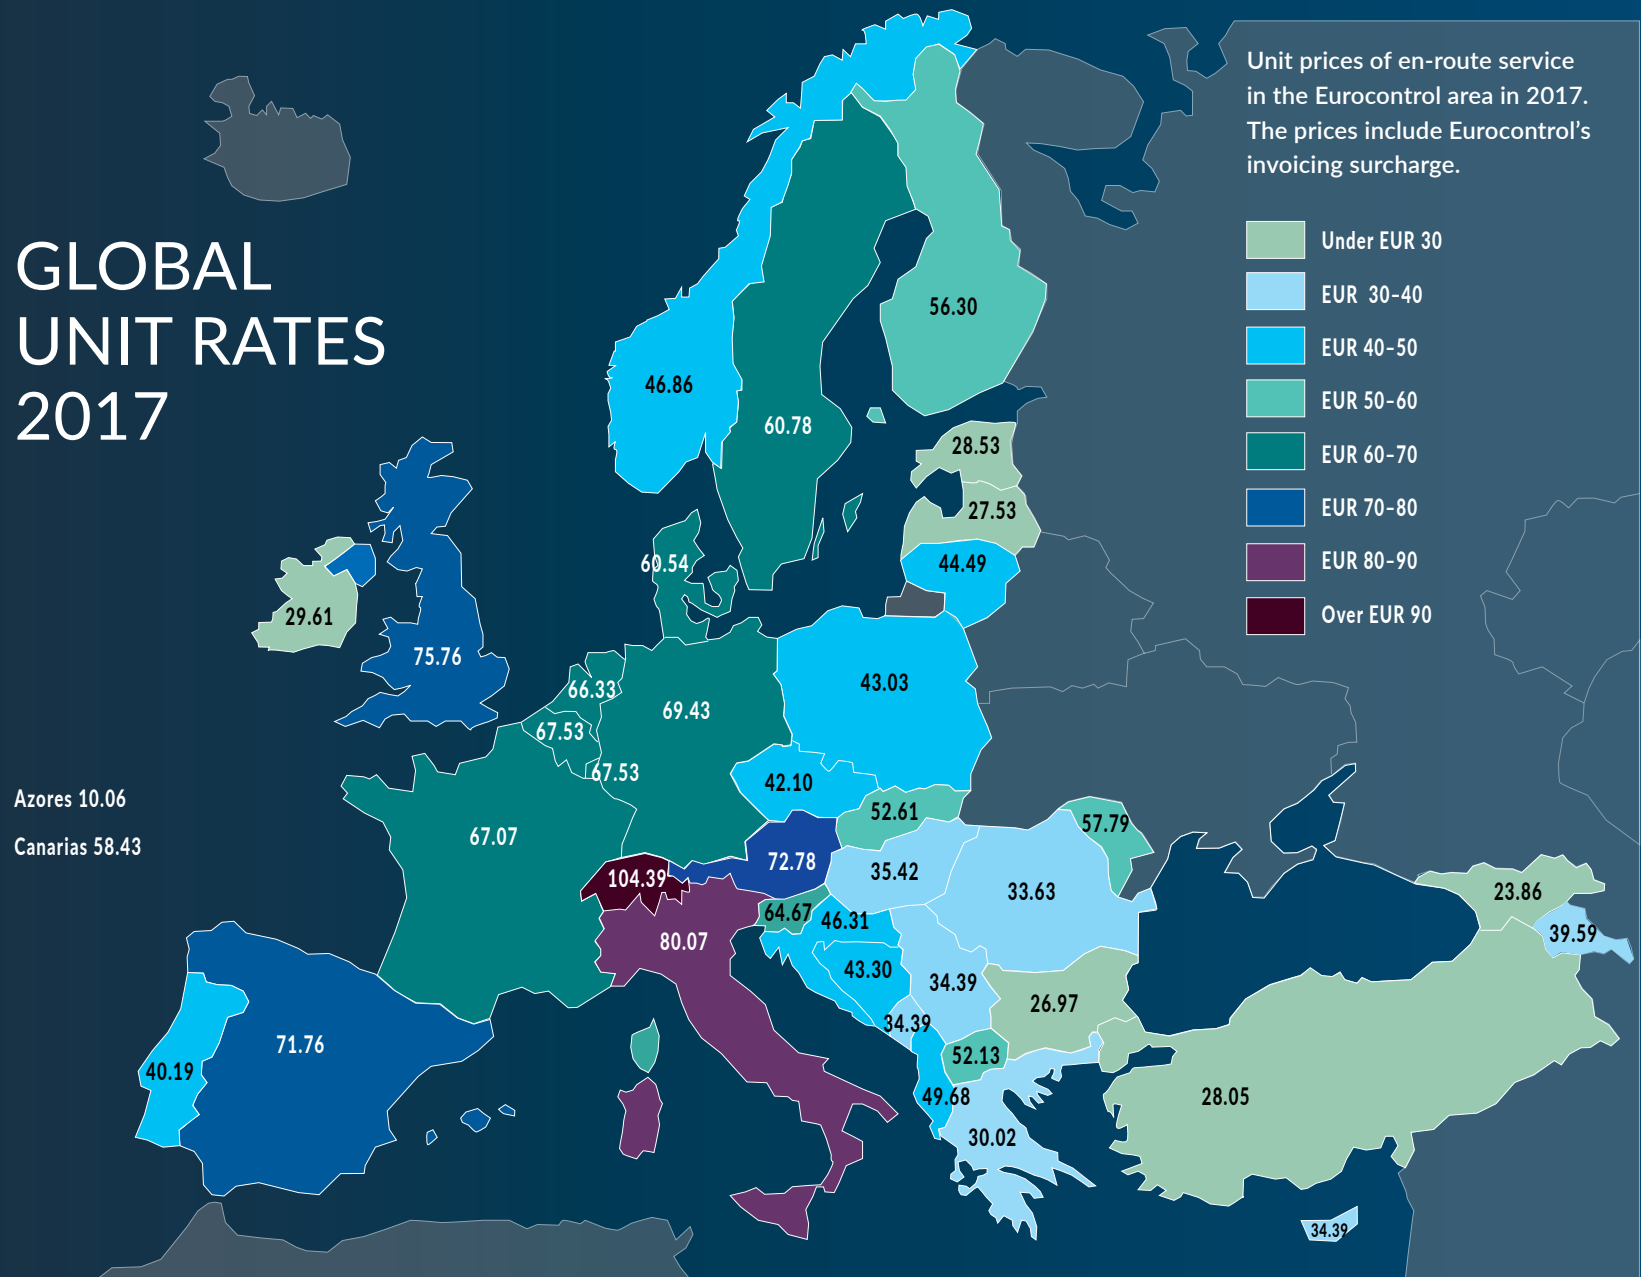 Unit prices of en-route service
in the Eurocontrol area in 2017.
The prices include Eurocontrol's
invoicing surcharge.
GLOBAL
UNIT RATES
2017
Under EUR 30
EUR 30–40
EUR 40–50
EUR 50–60
EUR 60–70
EUR 70–80
EUR 80–90
Over EUR 90
56.30
46.86
60.78
28.53
27.53
60.54
44.49
29.61
75.76
43.03
66.33
69.43
67.53
67.53
42.10
Azores 10.06
52.61
57.79
67.07
Canarias 58.43
72.78
35.42
104.39
33.63
23.86
64.67
46.31
39.59
80.07
43.30
34.39
26.97
34.39
71.76
52.13
40.19
49.68
28.05
30.02
34.39